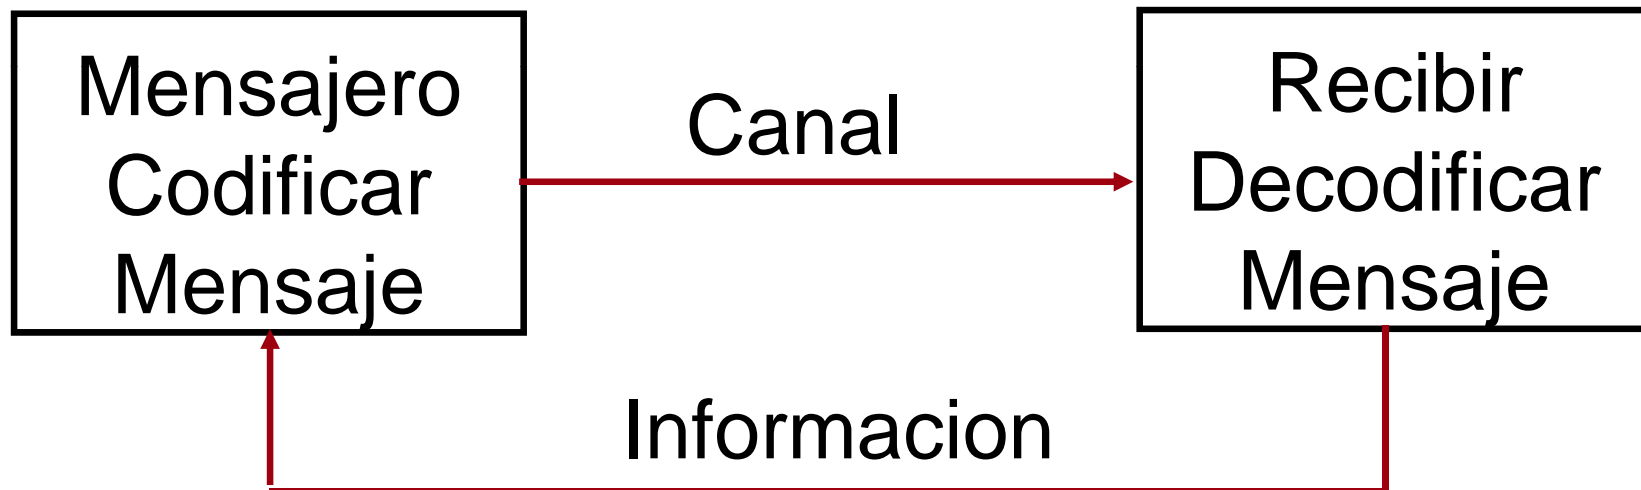 Mensajero
Codificar
Mensaje
Canal
Recibir
Decodificar
Mensaje
Informacion